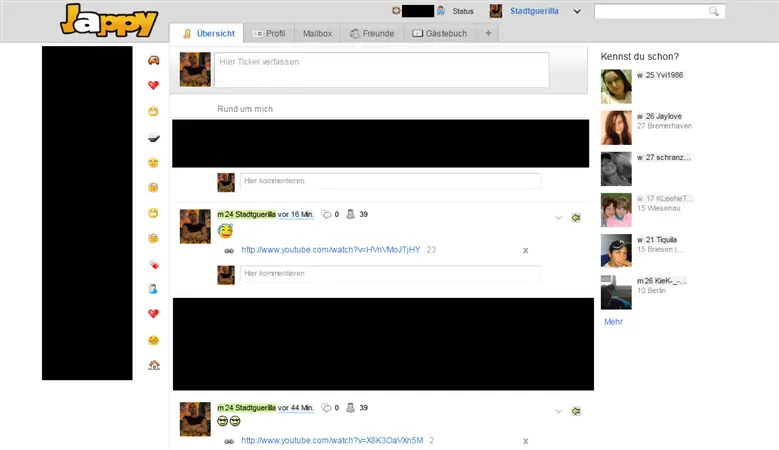 Jappy
Status
Stadtguerilla
Übersicht
Profil
Mailbox
Freunde
Gästebuch
+
Hier Ticker verfassen
Rund um mich
Hier kommentieren
m 24 Stadtguerilla vor 16 Min. 0 39
http://www.youtube.com/watch?v=HVnVMoJTjHY 23 x
Hier kommentieren
m 24 Stadtguerilla vor 44 Min. 0 39
http://www.youtube.com/watch?v=X8K3OaVXn5M 2 x
Kennst du schon?
w 25 Yvi1986
w 26 Jaylove
27 Bremerhaven
w 27 schranz...
w 17 KLeeNeT...
15 Wiesenau
w 21 Tiquila
15 Briesen (...
m 26 KieK-_-...
10 Berlin
Mehr